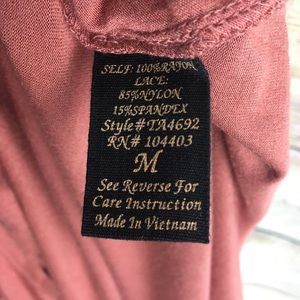 SELF: 100%RAYON
LACE:
85%NYLON
15%SPANDEX
Style#TA4692
RN# 104403
M
See Reverse For
Care Instruction
Made In Vietnam